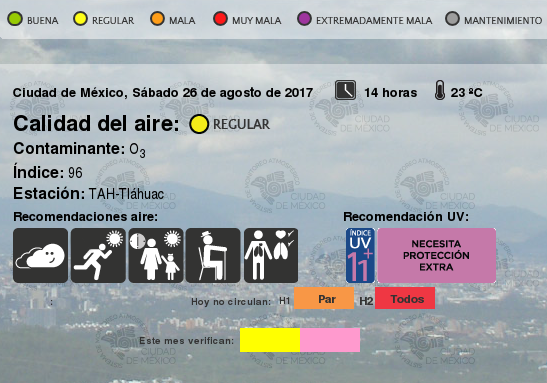 BUENA REGULAR MALA MUY MALA EXTREMADAMENTE MALA MANTENIMIENTO
Ciudad de México, Sábado 26 de agosto de 2017 14 horas 23 ºC
Calidad del aire: REGULAR
Contaminante: O3
Índice: 96
Estación: TAH-Tláhuac
Recomendaciones aire: Recomendación UV:
ÍNDICE UV 11+
NECESITA
PROTECCIÓN
EXTRA
: Hoy no circulan: H1 Par H2 Todos
Este mes verifican:
CIUDAD DE MÉXICO